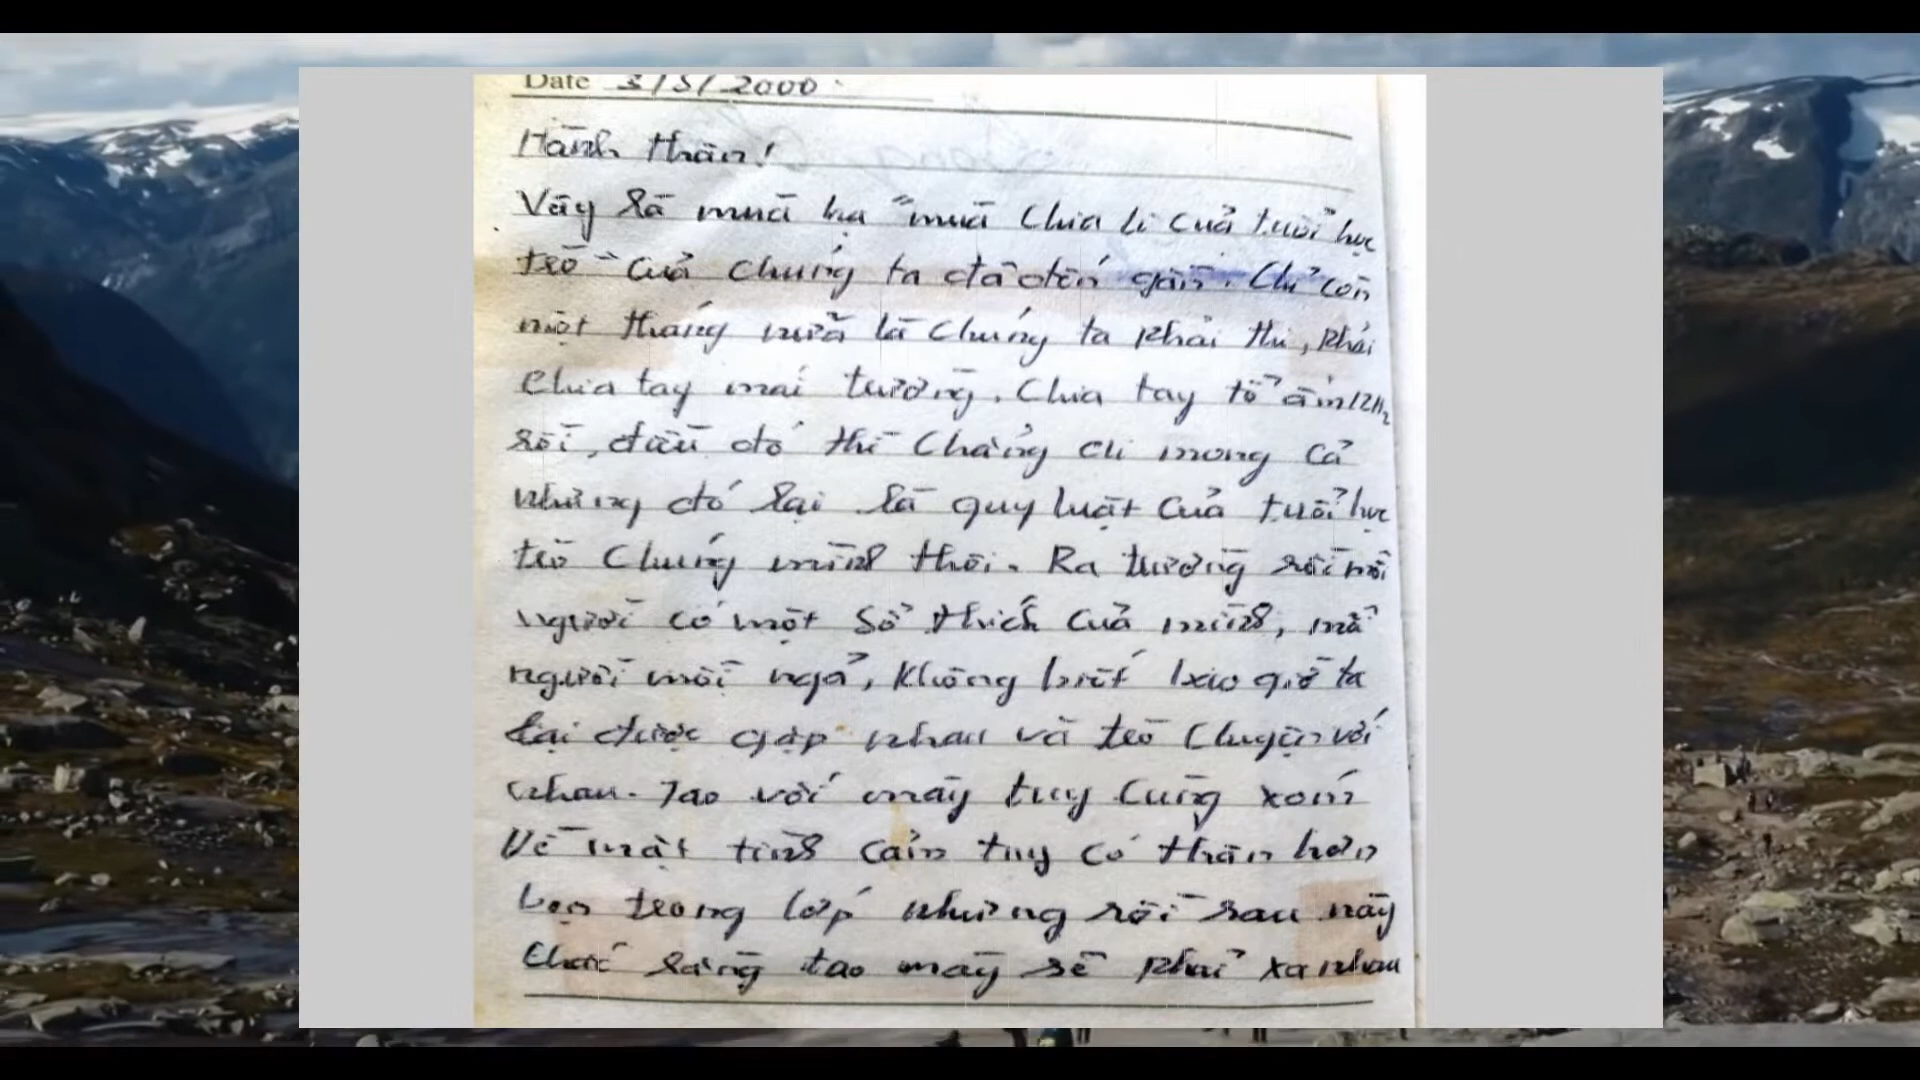 Date 3/5/2000
Hành thân!
Vậy là mùa hạ "mùa chia li của tuổi học
trò" của chúng ta đã đến gần. Chỉ còn
một tháng nữa là chúng ta phải thi, phải
chia tay mái trường. Chia tay tổ ấm 12A2
rồi, điều đó thì chẳng ai mong cả
nhưng đó lại là quy luật của tuổi học
trò chúng mình thôi. Ra trường rồi mỗi
người có một sở thích của mình, mỗi
người mỗi ngả, không biết bao giờ ta
lại được gặp nhau và trò chuyện với
nhau. Tao với mày tuy cùng xóm
Về mặt tình cảm tuy có thân hơn
bọn trong lớp nhưng rồi sau này
chắc rằng tao mày sẽ phải xa nhau